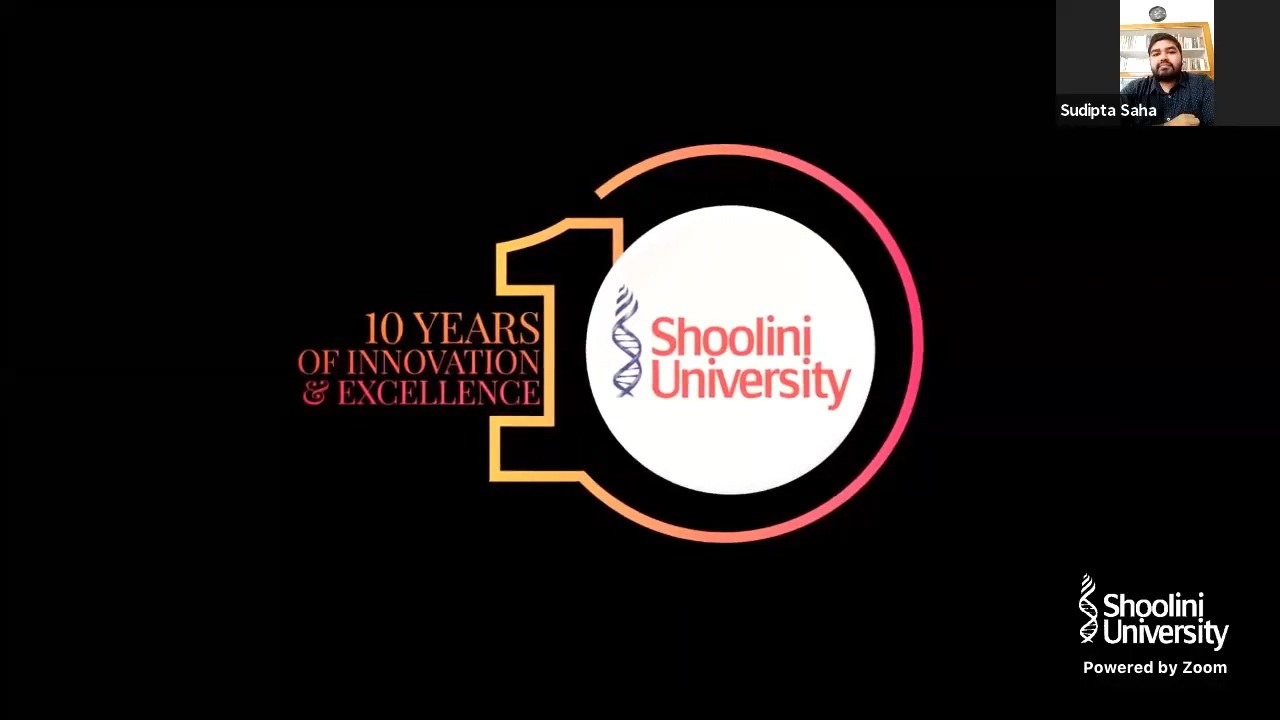 Sudipta Saha
10 YEARS
OF INNOVATION
& EXCELLENCE
Shoolini
University
Shoolini
University
Powered by Zoom